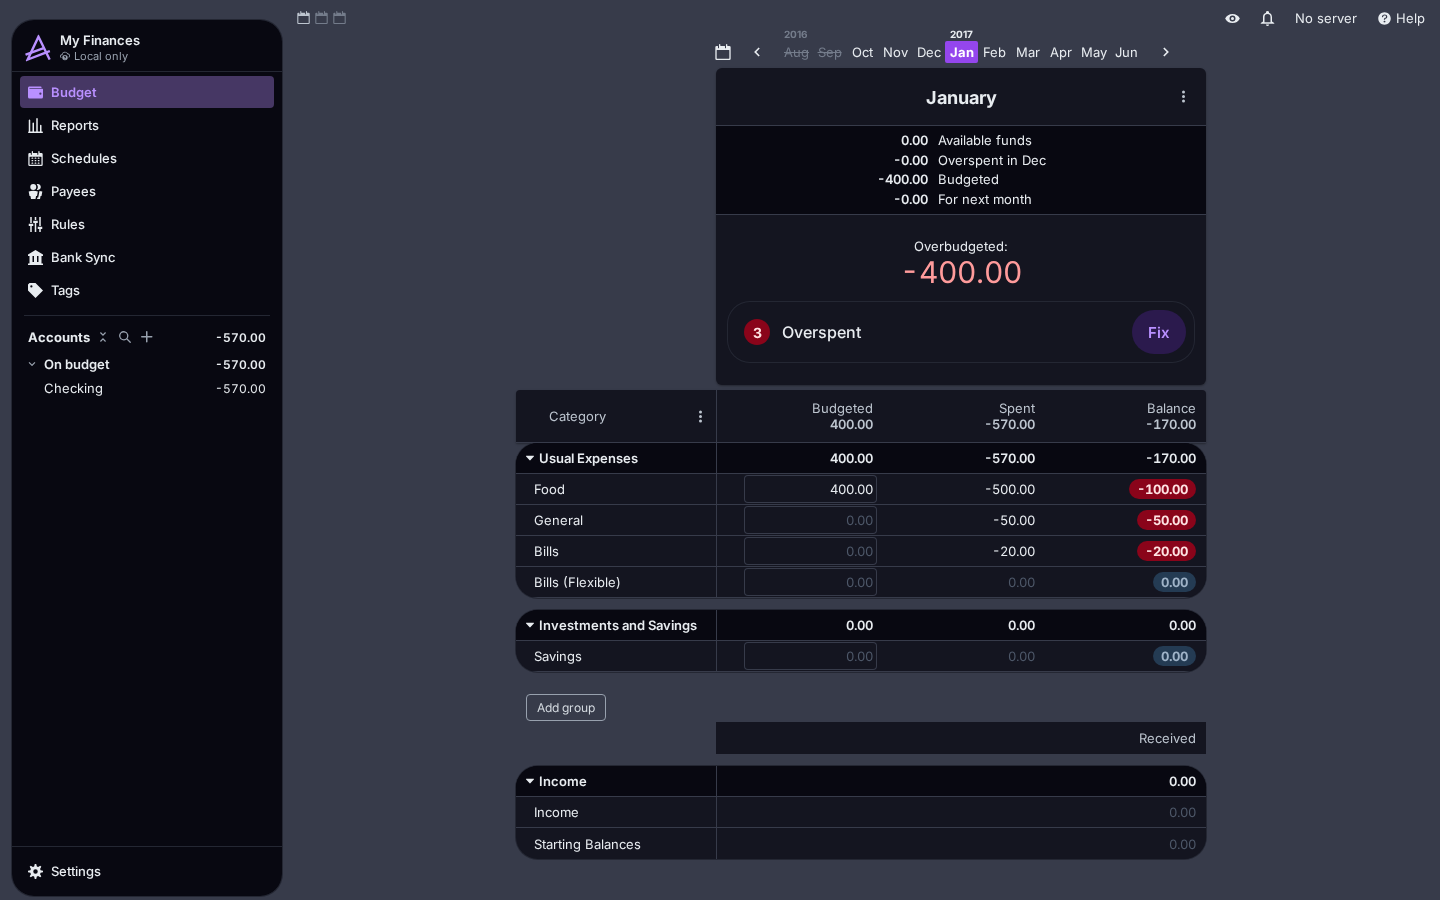 My Finances
Local only
Budget
Reports
Schedules
Payees
Rules
Bank Sync
Tags
Accounts -570.00
On budget -570.00
Checking -570.00
Settings
No server
Help
2016 2017
Aug Sep Oct Nov Dec Jan Feb Mar Apr May Jun
January
0.00 Available funds
-0.00 Overspent in Dec
-400.00 Budgeted
-0.00 For next month
Overbudgeted:
-400.00
3 Overspent Fix
Category Budgeted Spent Balance
400.00 -570.00 -170.00
Usual Expenses 400.00 -570.00 -170.00
Food 400.00 -500.00 -100.00
General 0.00 -50.00 -50.00
Bills 0.00 -20.00 -20.00
Bills (Flexible) 0.00 0.00 0.00
Investments and Savings 0.00 0.00 0.00
Savings 0.00 0.00 0.00
Add group
Received
Income 0.00
Income 0.00
Starting Balances 0.00